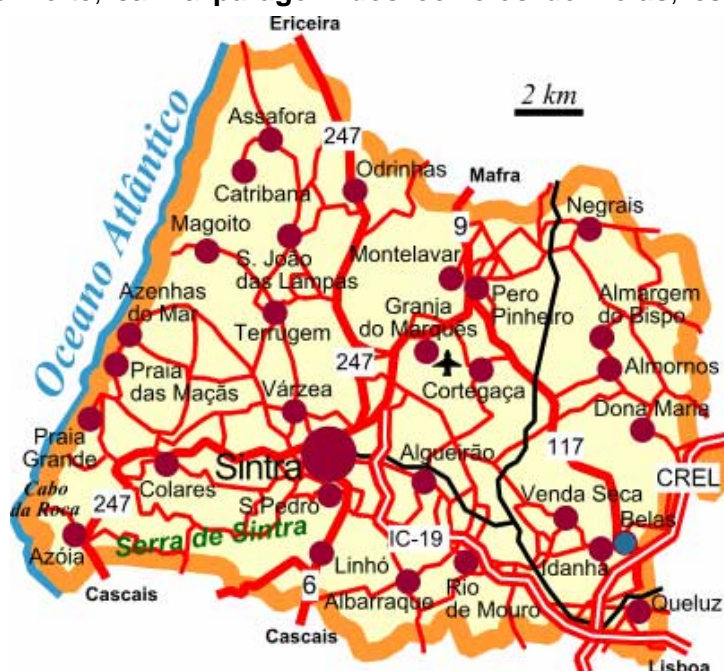 Ericeira
2 km
Oceano Atlântico
Assafora
247
Odrinhas
Mafra
Catribana
Negrais
Magoito
9
S. João
das Lampas
Montelavar
Azenhas
do Mar
Pero
Pinheiro
Almargem
do Bispo
Granja
do Marquês
Terrugem
247
Praia
das Maçãs
Almornos
Várzea
Cortegaça
Dona Maria
Praia
Grande
117
Sintra
Algueirão
CREL
Cabo
da Roca
247
Colares
S.Pedro
Venda Seca
Belas
Serra de Sintra
IC-19
Azóia
Linhó
Idanha
Cascais
6
Albarraque
Rio
de Mouro
Queluz
Cascais
Lisboa